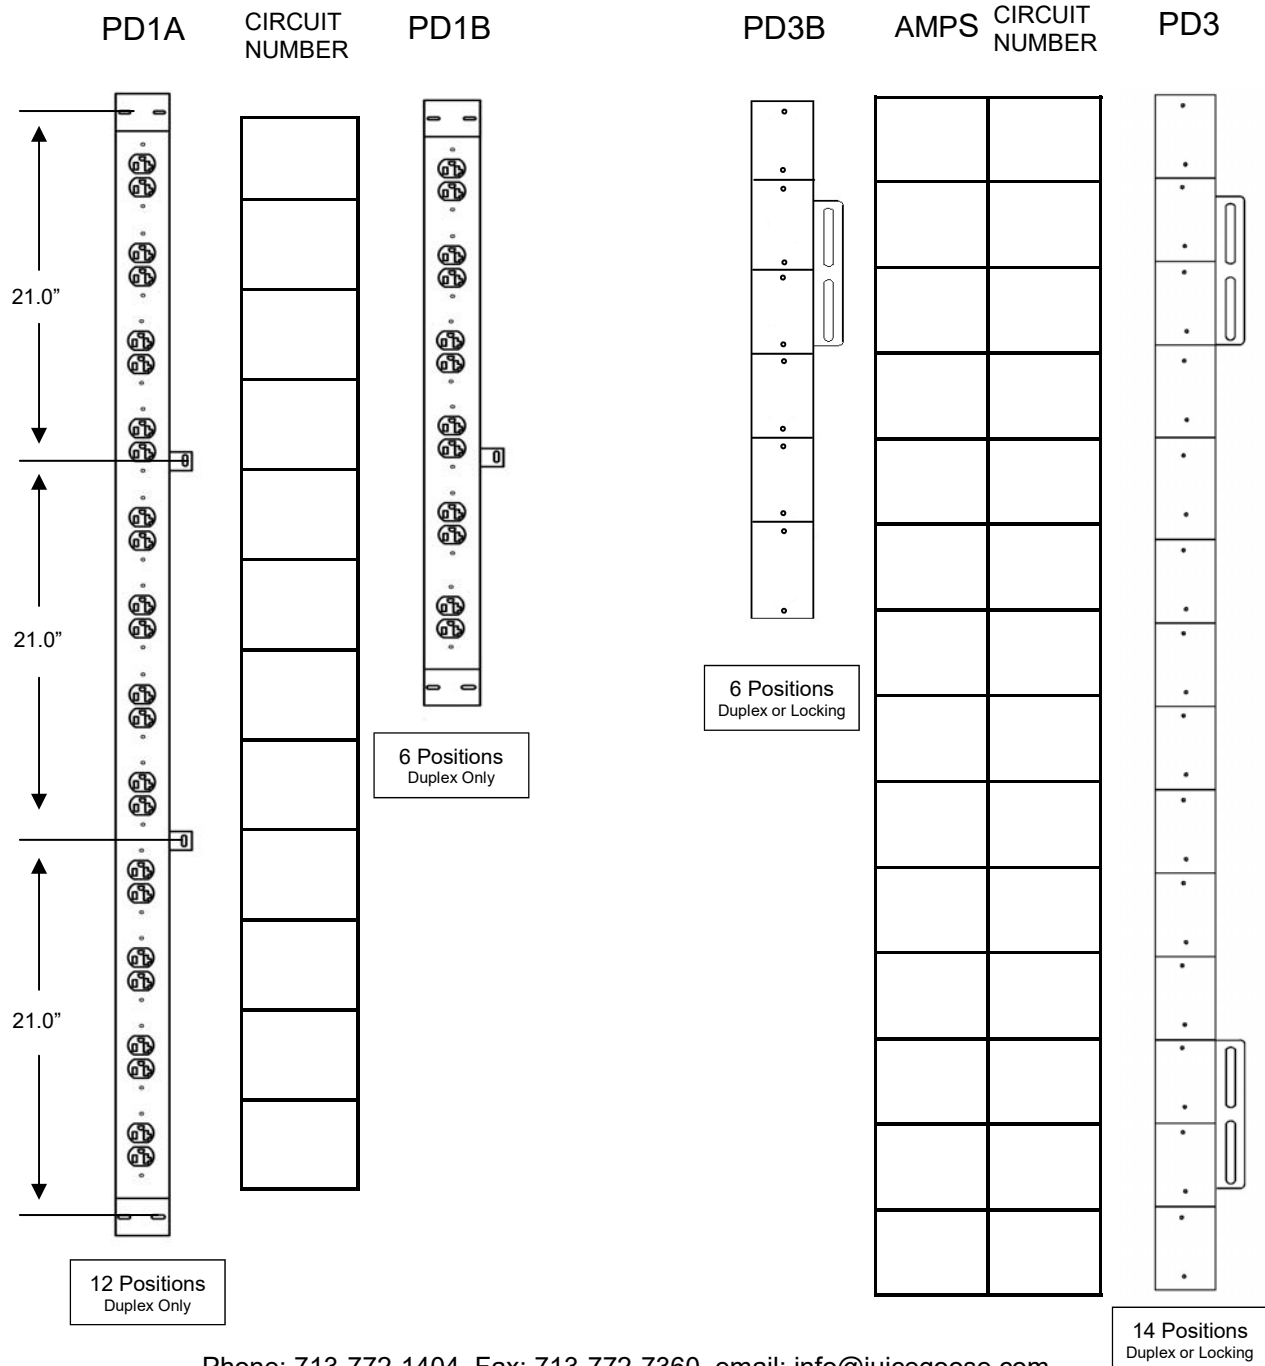 PD1A
CIRCUIT
NUMBER
PD1B
PD3B
AMPS
CIRCUIT
NUMBER
PD3
21.0”
21.0”
21.0”
6 Positions
Duplex or Locking
6 Positions
Duplex Only
12 Positions
Duplex Only
14 Positions
Duplex or Locking
Phone: 713-772-1404 Fax: 713-772-7360 email: info@juicegoose.com